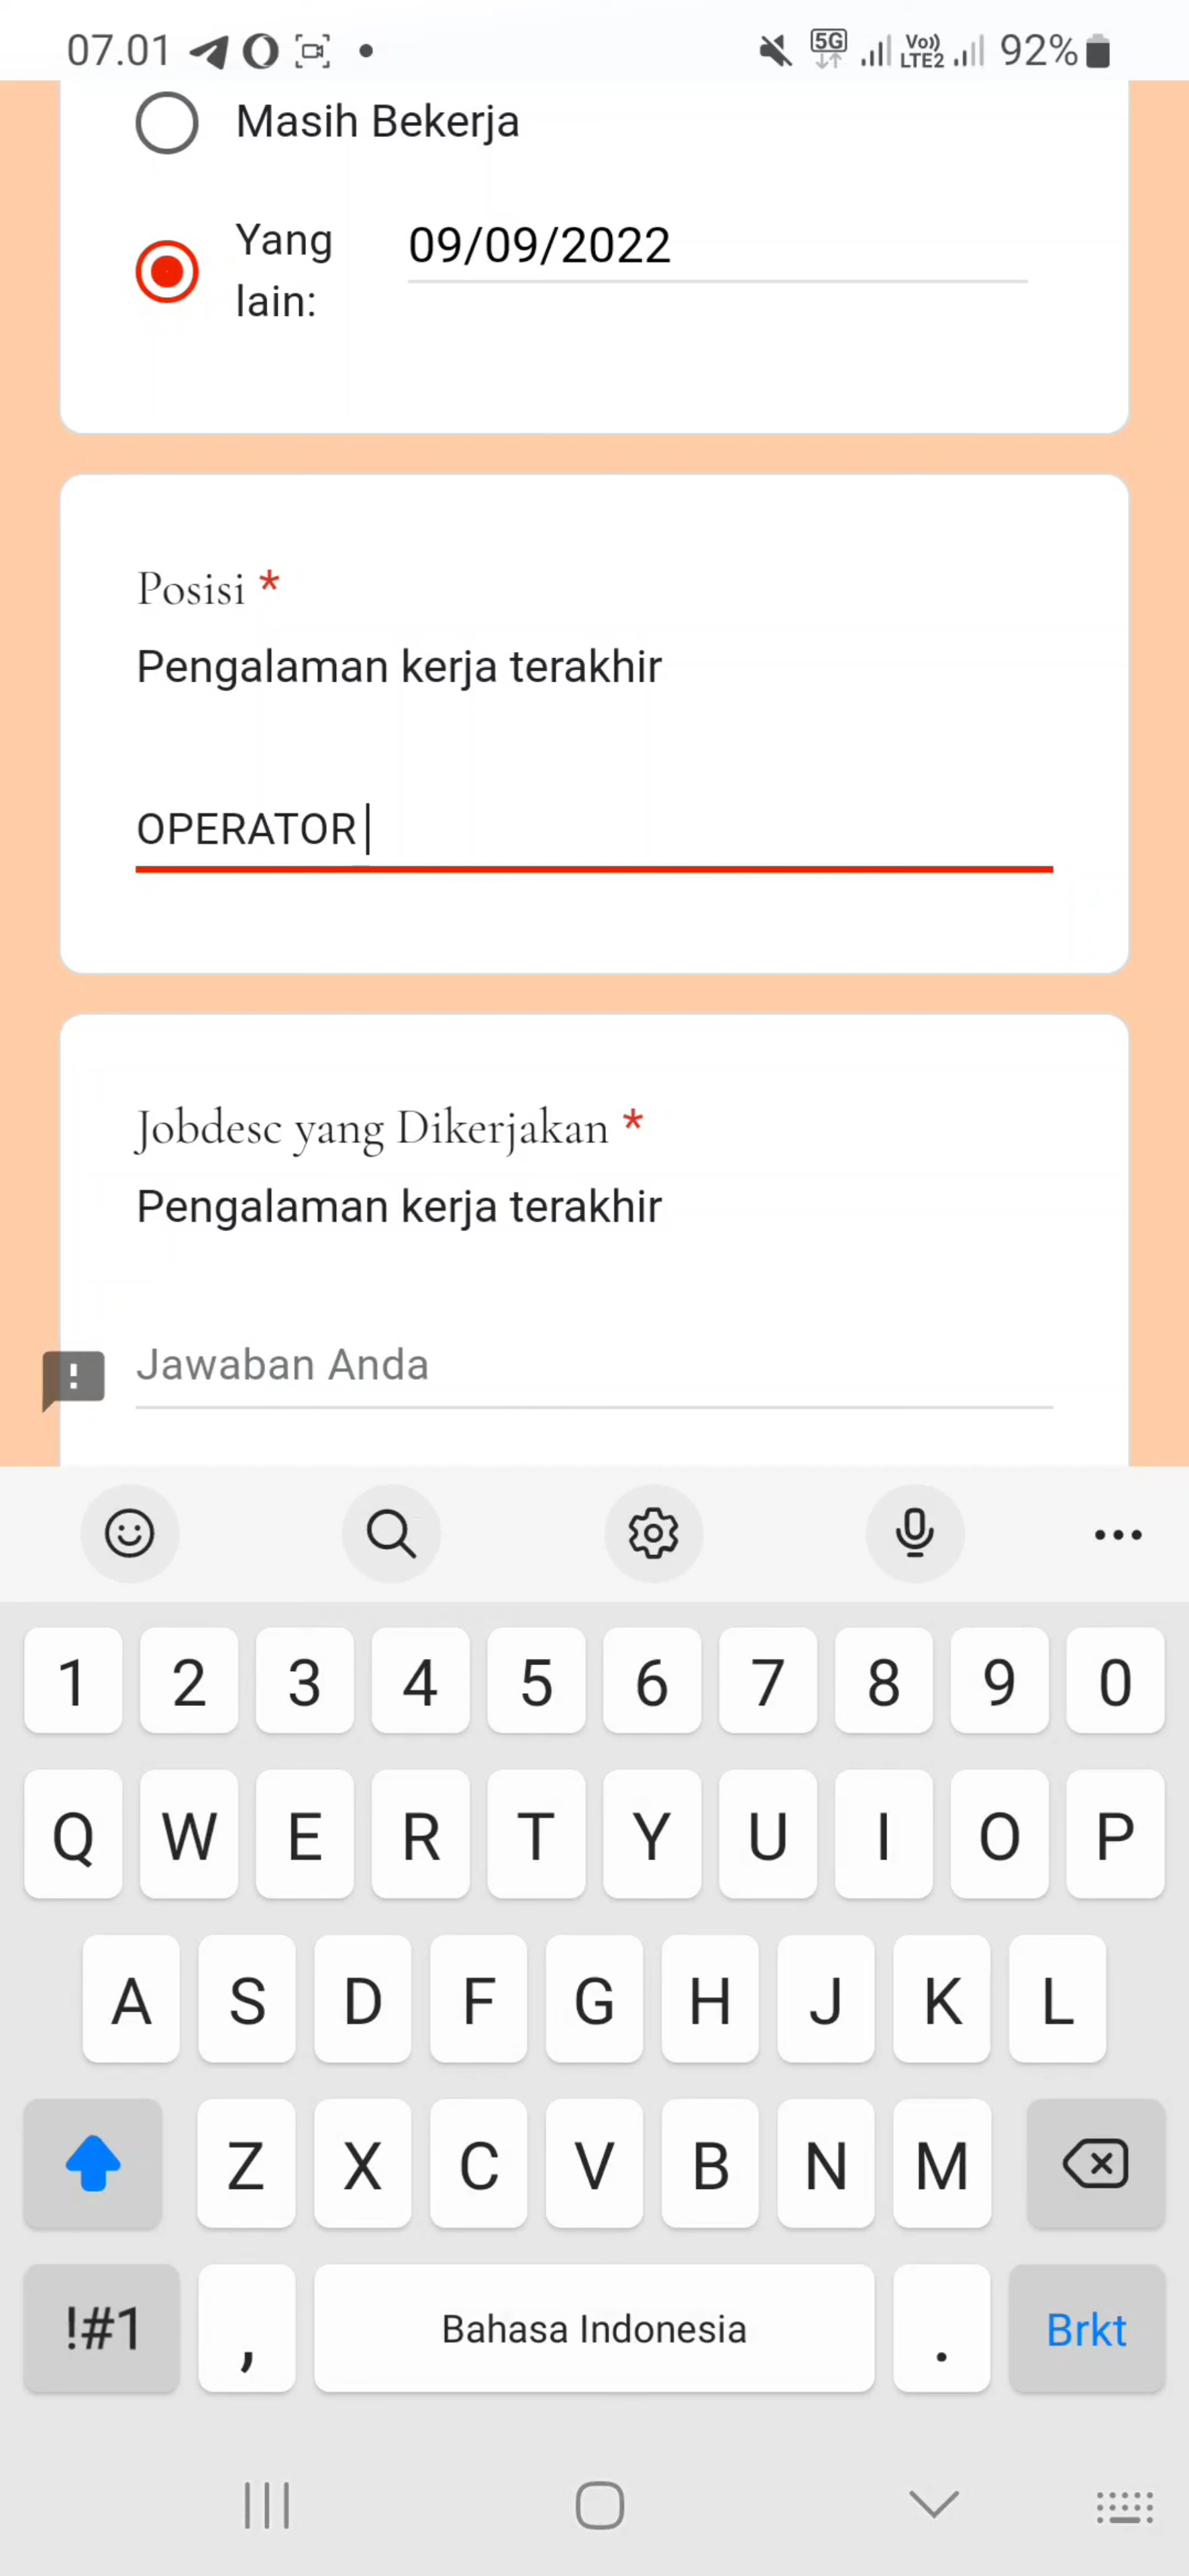 07.01 5G Vo)) LTE2 92%
Masih Bekerja
Yang
lain:
09/09/2022
Posisi *
Pengalaman kerja terakhir
OPERATOR
Jobdesc yang Dikerjakan *
Pengalaman kerja terakhir
!
Jawaban Anda
1 2 3 4 5 6 7 8 9 0
Q W E R T Y U I O P
A S D F G H J K L
Z X C V B N M
!#1 , Bahasa Indonesia . Brkt